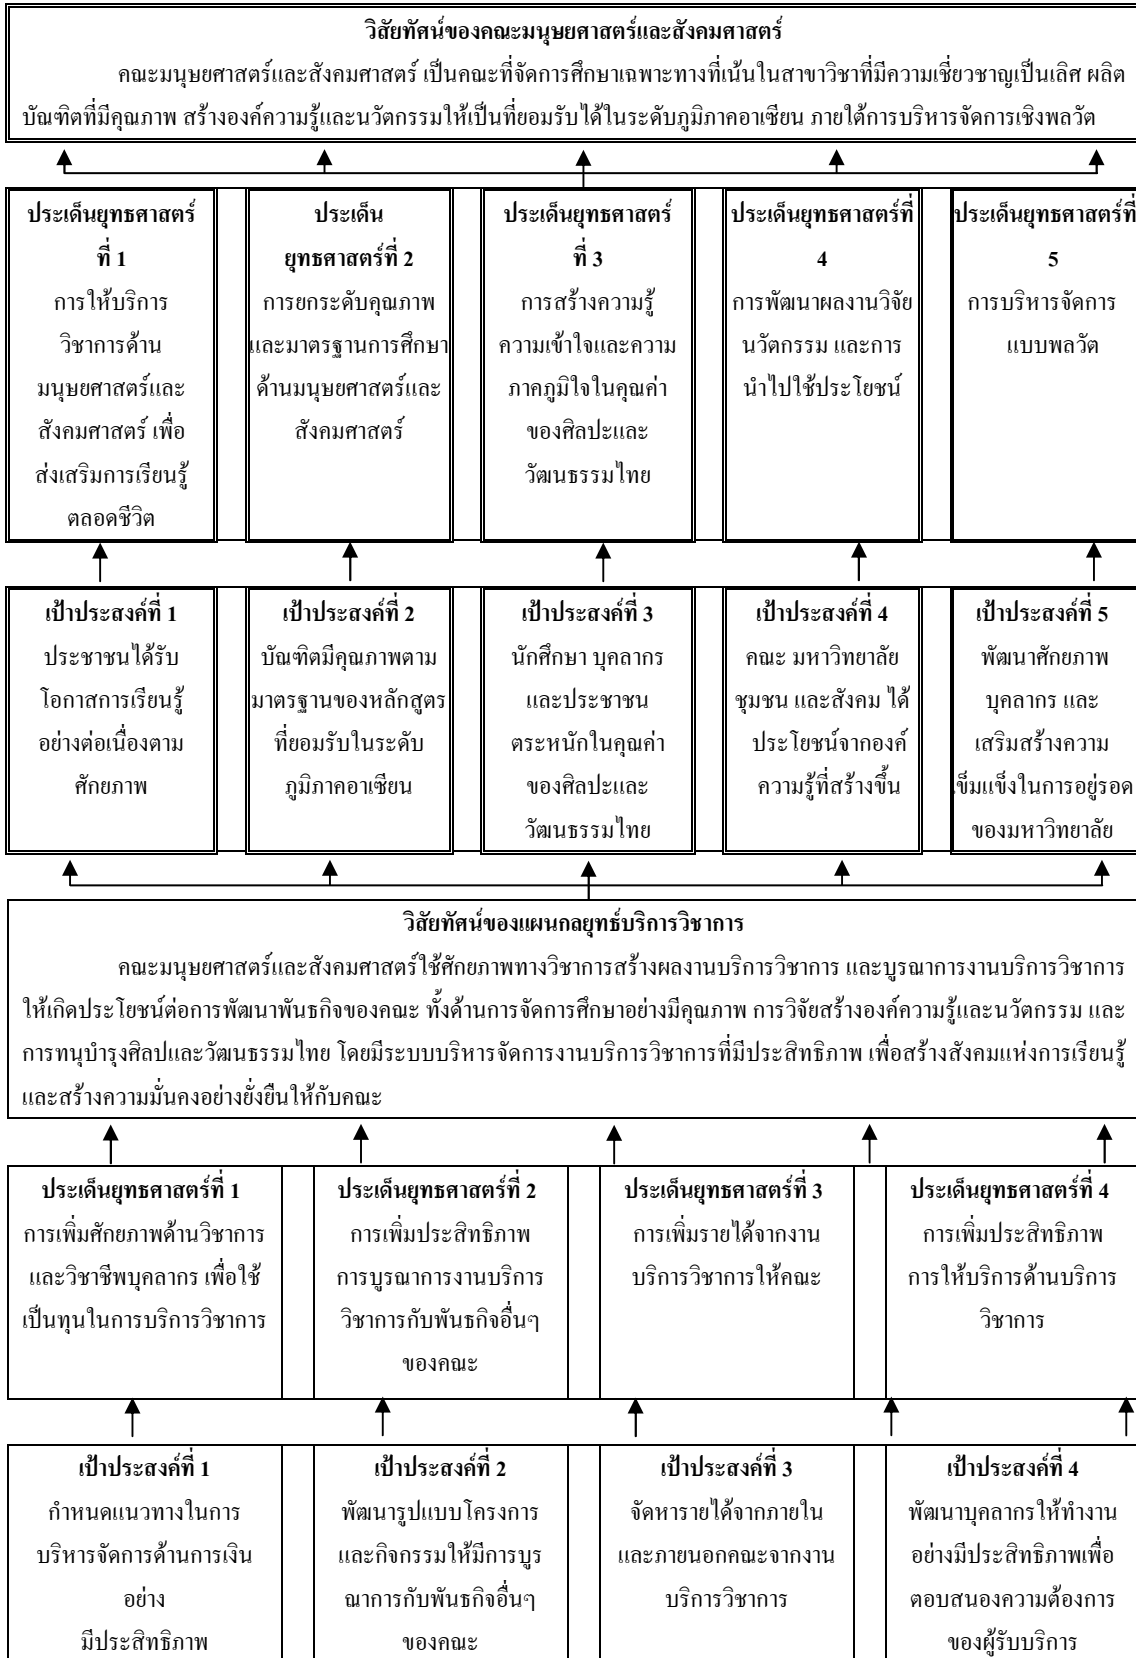 วิสัยทัศน์ของคณะมนุษยศาสตร์และสังคมศาสตร์
คณะมนุษยศาสตร์และสังคมศาสตร์ เป็นคณะที่จัดการศึกษาเฉพาะทางที่เน้นในสาขาวิชาที่มีความเชี่ยวชาญเป็นเลิศ ผลิต
บัณฑิตที่มีคุณภาพ สร้างองค์ความรู้และนวัตกรรมให้เป็นที่ยอมรับได้ในระดับภูมิภาคอาเซียน ภายใต้การบริหารจัดการเชิงพลวัต
ประเด็นยุทธศาสตร์
ที่ 1
การให้บริการ
วิชาการด้าน
มนุษยศาสตร์และ
สังคมศาสตร์ เพื่อ
ส่งเสริมการเรียนรู้
ตลอดชีวิต
ประเด็น
ยุทธศาสตร์ที่ 2
การยกระดับคุณภาพ
และมาตรฐานการศึกษา
ด้านมนุษยศาสตร์และ
สังคมศาสตร์
ประเด็นยุทธศาสตร์
ที่ 3
การสร้างความรู้
ความเข้าใจและความ
ภาคภูมิใจในคุณค่า
ของศิลปะและ
วัฒนธรรมไทย
ประเด็นยุทธศาสตร์ที่
4
การพัฒนาผลงานวิจัย
นวัตกรรม และการ
นำไปใช้ประโยชน์
ประเด็นยุทธศาสตร์ที่
5
การบริหารจัดการ
แบบพลวัต
เป้าประสงค์ที่ 1
ประชาชนได้รับ
โอกาสการเรียนรู้
อย่างต่อเนื่องตาม
ศักยภาพ
เป้าประสงค์ที่ 2
บัณฑิตมีคุณภาพตาม
มาตรฐานของหลักสูตร
ที่ยอมรับในระดับ
ภูมิภาคอาเซียน
เป้าประสงค์ที่ 3
นักศึกษา บุคลากร
และประชาชน
ตระหนักในคุณค่า
ของศิลปะและ
วัฒนธรรมไทย
เป้าประสงค์ที่ 4
คณะ มหาวิทยาลัย
ชุมชน และสังคม ได้
ประโยชน์จากองค์
ความรู้ที่สร้างขึ้น
เป้าประสงค์ที่ 5
พัฒนาศักยภาพ
บุคลากร และ
เสริมสร้างความ
เข็มแข็งในการอยู่รอด
ของมหาวิทยาลัย
วิสัยทัศน์ของแผนกลยุทธ์บริการวิชาการ
คณะมนุษยศาสตร์และสังคมศาสตร์ใช้ศักยภาพทางวิชาการสร้างผลงานบริการวิชาการ และบูรณาการงานบริการวิชาการ
ให้เกิดประโยชน์ต่อการพัฒนาพันธกิจของคณะ ทั้งด้านการจัดการศึกษาอย่างมีคุณภาพ การวิจัยสร้างองค์ความรู้และนวัตกรรม และ
การทนุบำรุงศิลปและวัฒนธรรมไทย โดยมีระบบบริหารจัดการงานบริการวิชาการที่มีประสิทธิภาพ เพื่อสร้างสังคมแห่งการเรียนรู้
และสร้างความมั่นคงอย่างยั่งยืนให้กับคณะ
ประเด็นยุทธศาสตร์ที่ 1
การเพิ่มศักยภาพด้านวิชาการ
และวิชาชีพบุคลากร เพื่อใช้
เป็นทุนในการบริการวิชาการ
ประเด็นยุทธศาสตร์ที่ 2
การเพิ่มประสิทธิภาพ
การบูรณาการงานบริการ
วิชาการกับพันธกิจอื่นๆ
ของคณะ
ประเด็นยุทธศาสตร์ที่ 3
การเพิ่มรายได้จากงาน
บริการวิชาการให้คณะ
ประเด็นยุทธศาสตร์ที่ 4
การเพิ่มประสิทธิภาพ
การให้บริการด้านบริการ
วิชาการ
เป้าประสงค์ที่ 1
กำหนดแนวทางในการ
บริหารจัดการด้านการเงิน
อย่าง
มีประสิทธิภาพ
เป้าประสงค์ที่ 2
พัฒนารูปแบบโครงการ
และกิจกรรมให้มีการบูร
ณาการกับพันธกิจอื่นๆ
ของคณะ
เป้าประสงค์ที่ 3
จัดหารายได้จากภายใน
และภายนอกคณะจากงาน
บริการวิชาการ
เป้าประสงค์ที่ 4
พัฒนาบุคลากรให้ทำงาน
อย่างมีประสิทธิภาพเพื่อ
ตอบสนองความต้องการ
ของผู้รับบริการ